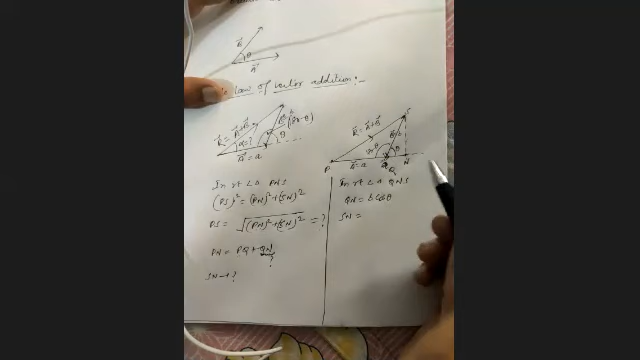 B
θ
A
law of vector addition :-
R = A + B
B = b
(180-θ)
α = ?
θ
A = a
R = A + B
S
θ
P
A = a
Q
N
In rt ∠ Δ PNS
(PS)² = (PN)² + (SN)²
PS = √(PN)² + (SN)² = ?
PN = PQ + QN
?
SN → ?
In rt ∠ Δ QNS
QN = b cos θ
SN =